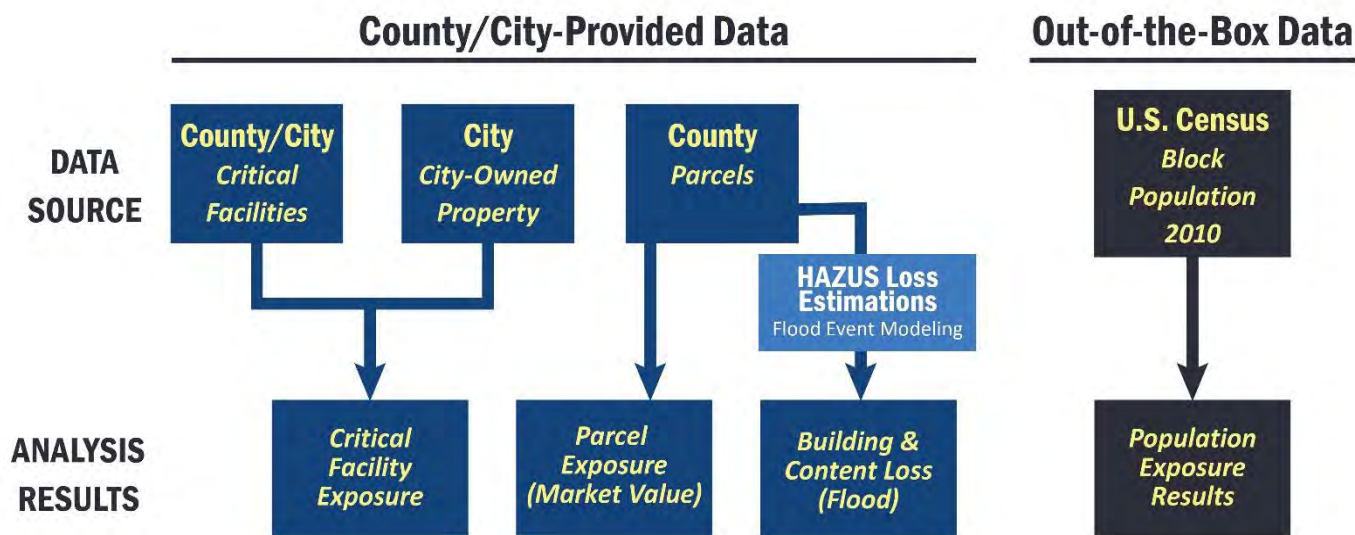 County/City-Provided Data
Out-of-the-Box Data
DATA
SOURCE
County/City
Critical
Facilities
City
City-Owned
Property
County
Parcels
U.S. Census
Block
Population
2010
HAZUS Loss
Estimations
Flood Event Modeling
ANALYSIS
RESULTS
Critical
Facility
Exposure
Parcel
Exposure
(Market Value)
Building &
Content Loss
(Flood)
Population
Exposure
Results